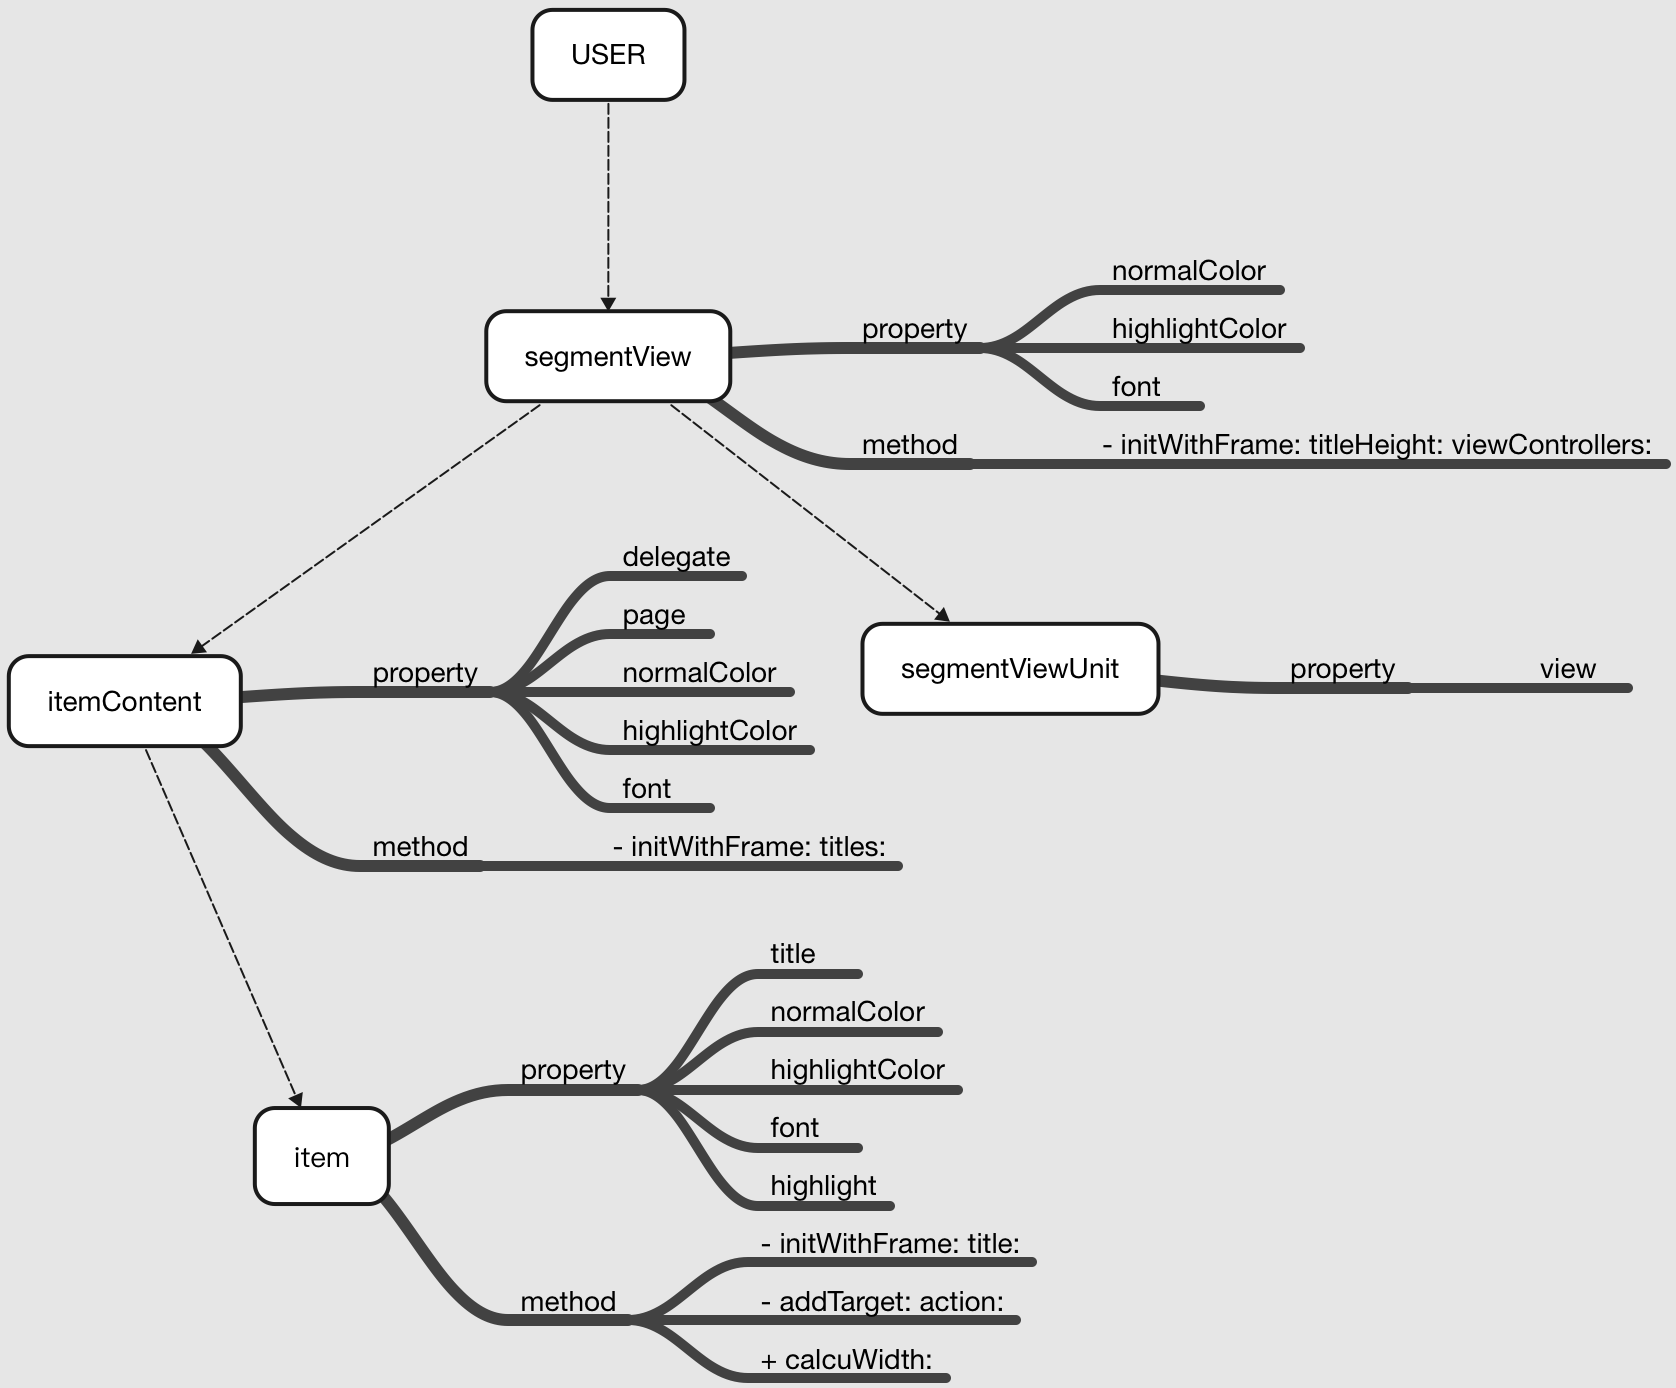 USER
segmentView
property
normalColor
highlightColor
font
method
- initWithFrame: titleHeight: viewControllers:
itemContent
property
delegate
page
normalColor
highlightColor
font
method
- initWithFrame: titles:
segmentViewUnit
property
view
item
property
title
normalColor
highlightColor
font
highlight
method
- initWithFrame: title:
- addTarget: action:
+ calcuWidth: